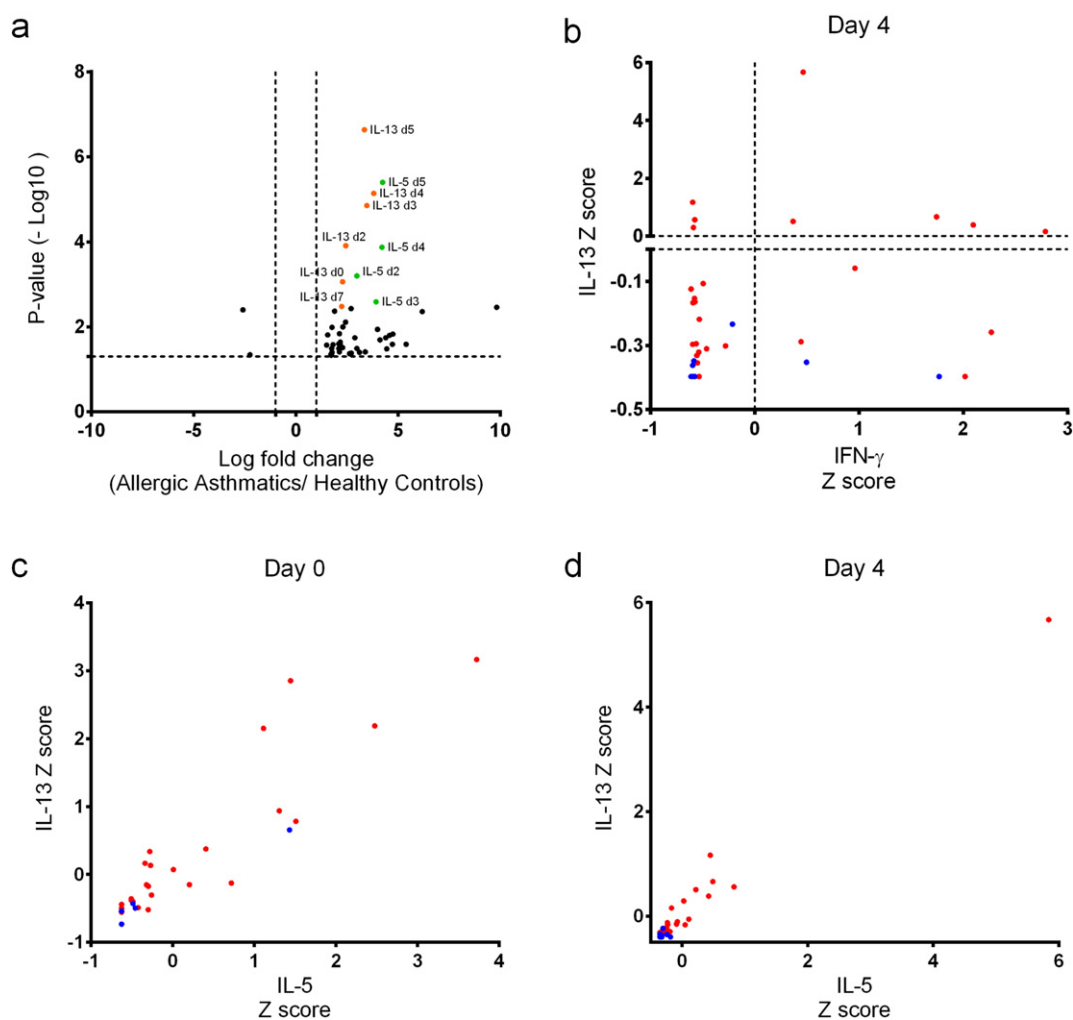 a
8
6
4
2
0
-10
-5
0
5
10
P-value (- Log10 )
IL-13 d5
IL-5 d5
IL-13 d4
IL-13 d3
IL-13 d2
IL-5 d4
IL-13 d0
IL-5 d2
IL-13 d7
IL-5 d3
Log fold change
(Allergic Asthmatics/ Healthy Controls)
b
Day 4
6
4
2
0
-0.1
-0.3
-0.5
-1
0
1
2
3
IL-13 Z score
IFN-γ
Z score
c
Day 0
4
3
2
1
0
-1
-1
0
1
2
3
4
IL-13 Z score
IL-5
Z score
d
Day 4
6
4
2
0
0
2
4
6
IL-13 Z score
IL-5
Z score